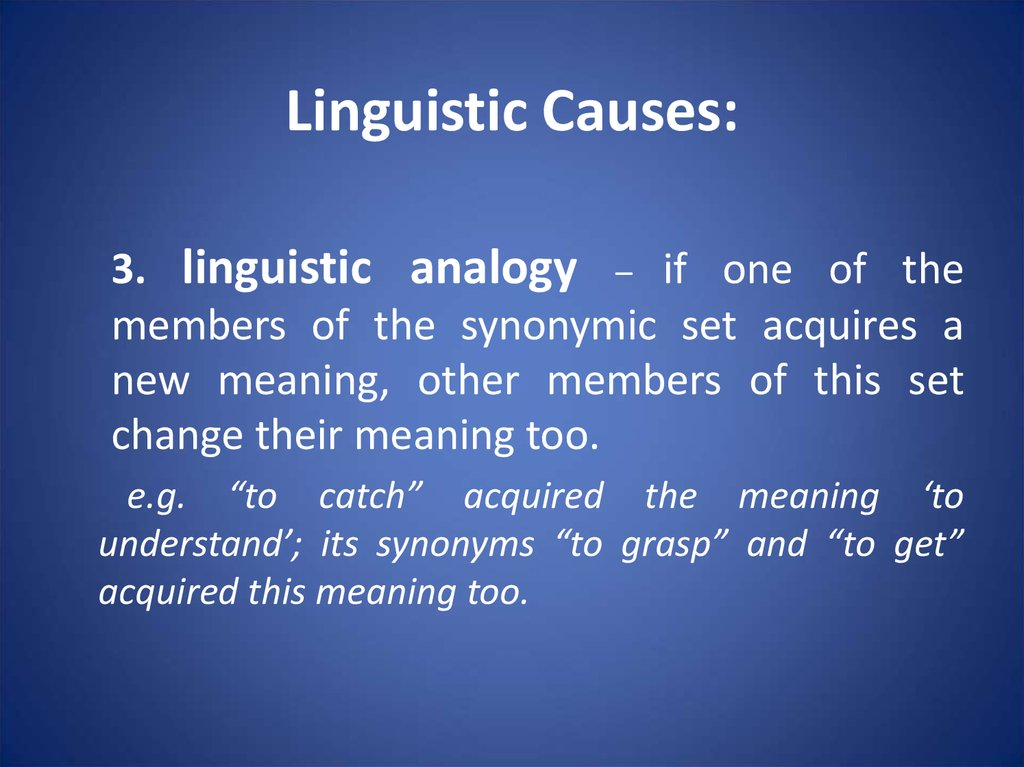 Linguistic Causes:
3. linguistic analogy – if one of the
members of the synonymic set acquires a
new meaning, other members of this set
change their meaning too.
e.g. “to catch” acquired the meaning ‘to
understand’; its synonyms “to grasp” and “to get”
acquired this meaning too.